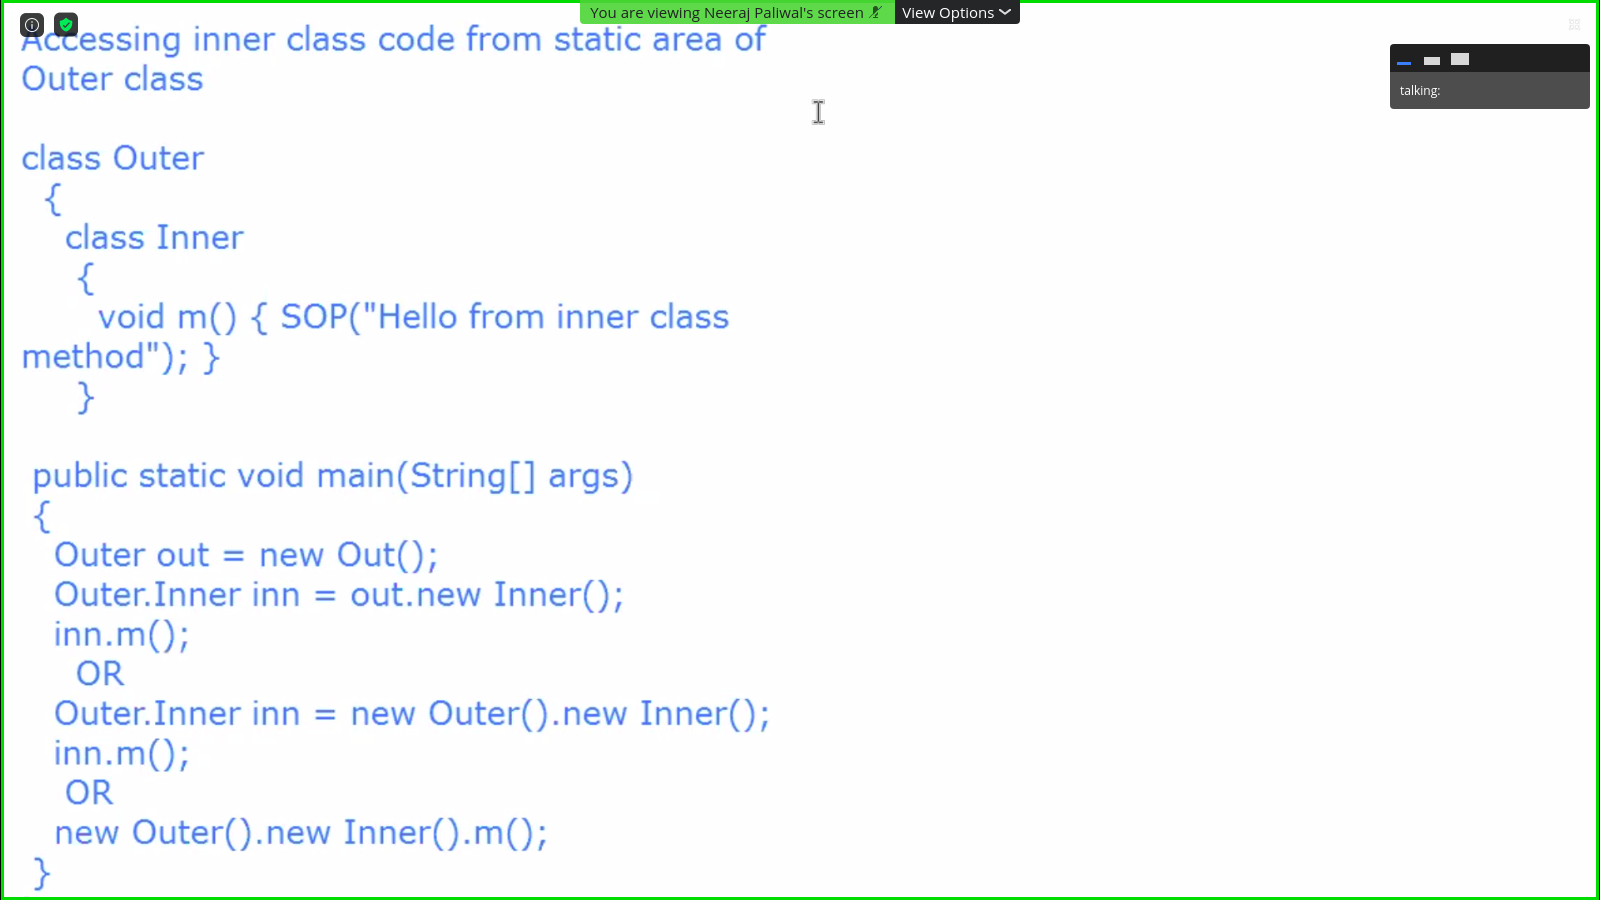 You are viewing Neeraj Paliwal's screen View Options
talking:
Accessing inner class code from static area of
Outer class
class Outer
{
class Inner
{
void m() { SOP("Hello from inner class
method"); }
}
public static void main(String[] args)
{
Outer out = new Out();
Outer.Inner inn = out.new Inner();
inn.m();
OR
Outer.Inner inn = new Outer().new Inner();
inn.m();
OR
new Outer().new Inner().m();
}